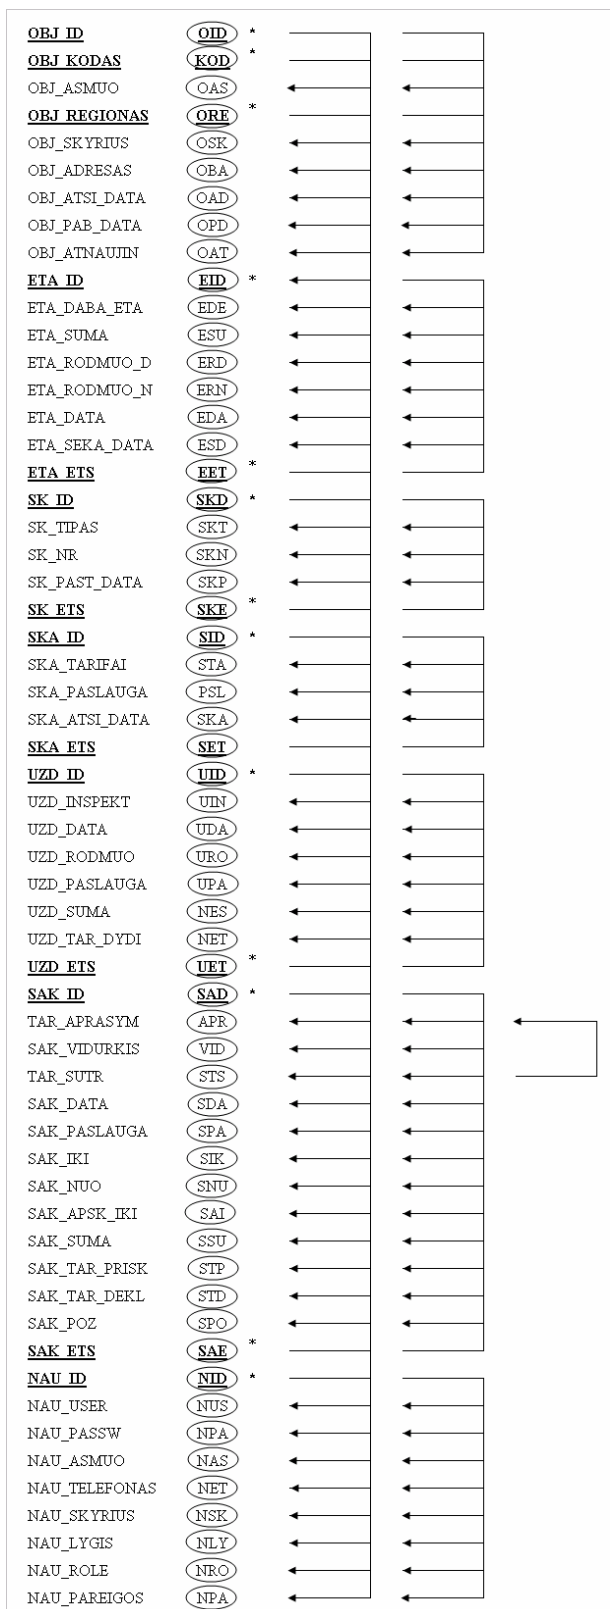 OBJ_ID OID *
OBJ_KODAS KOD *
OBJ_ASMUO OAS
OBJ_REGIONAS ORE *
OBJ_SKYRIUS OSK
OBJ_ADRESAS OBA
OBJ_ATSI_DATA OAD
OBJ_PAB_DATA OPD
OBJ_ATNAUJIN OAT
ETA_ID EID *
ETA_DABA_ETA EDE
ETA_SUMA ESU
ETA_RODMUO_D ERD
ETA_RODMUO_N ERN
ETA_DATA EDA
ETA_SEKA_DATA ESD
ETA_ETS EET *
SK_ID SKD *
SK_TIPAS SKT
SK_NR SKN
SK_PAST_DATA SKP
SK_ETS SKE *
SKA_ID SID *
SKA_TARIFAI STA
SKA_PASLAUGA PSL
SKA_ATSI_DATA SKA
SKA_ETS SET
UZD_ID UID *
UZD_INSPEKT UIN
UZD_DATA UDA
UZD_RODMUO URO
UZD_PASLAUGA UPA
UZD_SUMA NES
UZD_TAR_DYDI NET
UZD_ETS UET *
SAK_ID SAD *
TAR_APRASYM APR
SAK_VIDURKIS VID
TAR_SUTR STS
SAK_DATA SDA
SAK_PASLAUGA SPA
SAK_IKI SIK
SAK_NUO SNU
SAK_APSK_IKI SAI
SAK_SUMA SSU
SAK_TAR_PRISK STP
SAK_TAR_DEKL STD
SAK_POZ SPO
SAK_ETS SAE *
NAU_ID NID *
NAU_USER NUS
NAU_PASSW NPA
NAU_ASMUO NAS
NAU_TELEFONAS NET
NAU_SKYRIUS NSK
NAU_LYGIS NLY
NAU_ROLE NRO
NAU_PAREIGOS NPA